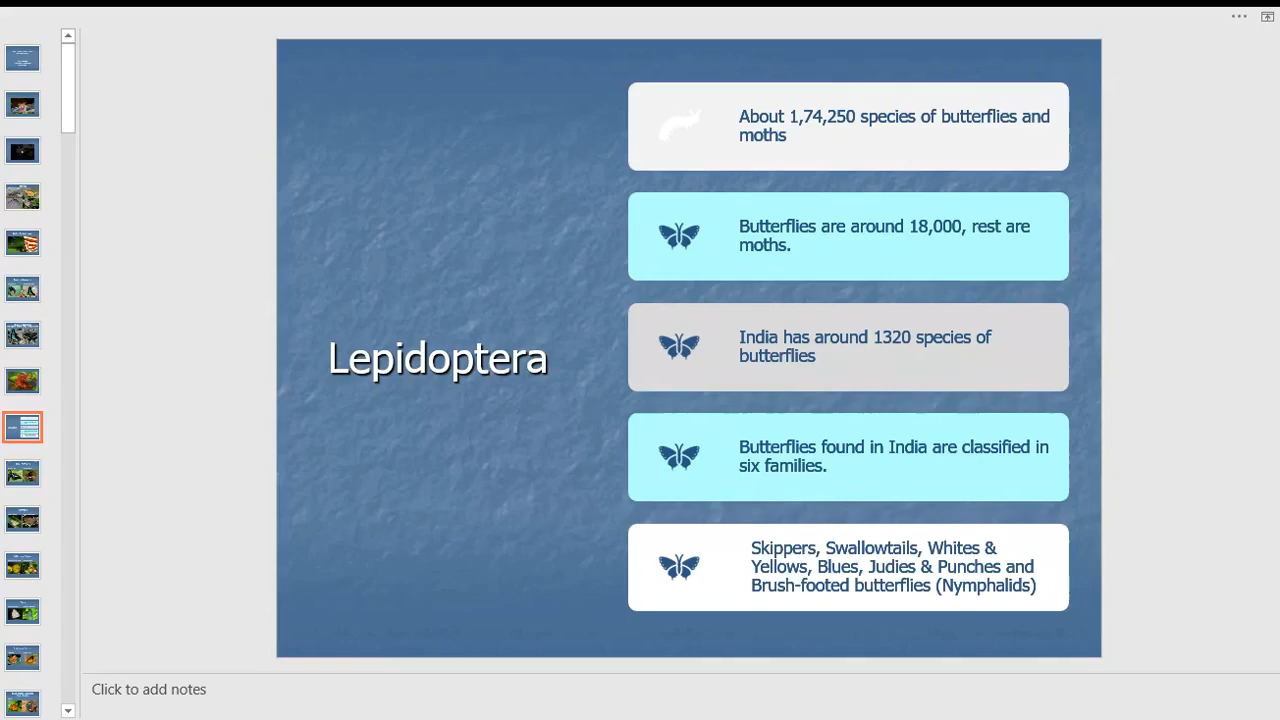 Lepidoptera
About 1,74,250 species of butterflies and
moths
Butterflies are around 18,000, rest are
moths.
India has around 1320 species of
butterflies
Butterflies found in India are classified in
six families.
Skippers, Swallowtails, Whites &
Yellows, Blues, Judies & Punches and
Brush-footed butterflies (Nymphalids)
Click to add notes